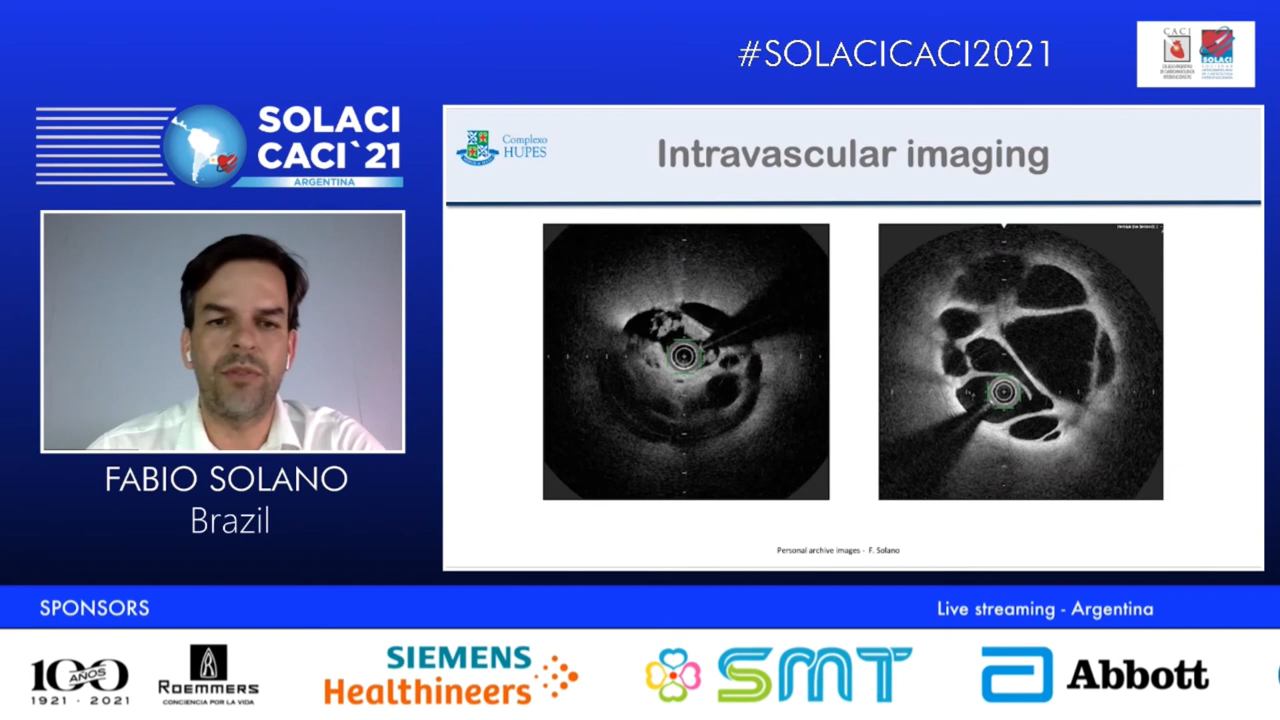 #SOLACICACI2021
CACI
SOLACI
SOLACI
CACI`21
ARGENTINA
Complexo
HUPES
Intravascular imaging
FABIO SOLANO
Brazil
Personal archive images - F. Solano
SPONSORS
Live streaming - Argentina
100
AÑOS
1921 · 2021
R
ROEMMERS
CONCIENCIA POR LA VIDA
SIEMENS
Healthineers
SMT
Abbott